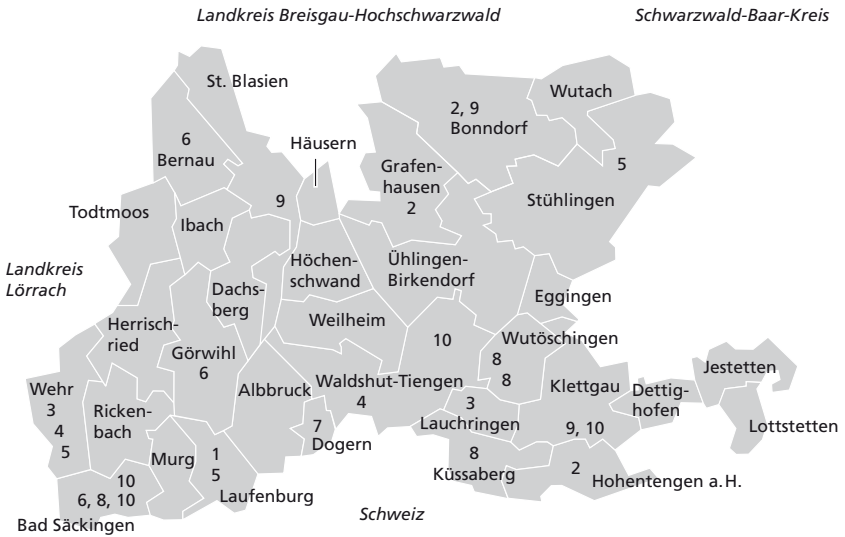 Landkreis Breisgau-Hochschwarzwald
Schwarzwald-Baar-Kreis
St. Blasien
Wutach
2, 9
Bonndorf
6
Bernau
Häusern
5
Grafen-
hausen
2
9
Stühlingen
Todtmoos
Ibach
Landkreis
Lörrach
Höchen-
schwand
Ühlingen-
Birkendorf
Dachs-
berg
Eggingen
Herrisch-
ried
Weilheim
10
Wutöschingen
8
8
Görwihl
6
Jestetten
Wehr
3
4
5
Ricken-
bach
Albbruck
Waldshut-Tiengen
4
Klettgau
9, 10
Dettig-
hofen
3
Lauchringen
Lottstetten
7
Dogern
Murg
1
5
Laufenburg
8
Küssaberg
2
Hohentengen a. H.
10
6, 8, 10
Bad Säckingen
Schweiz